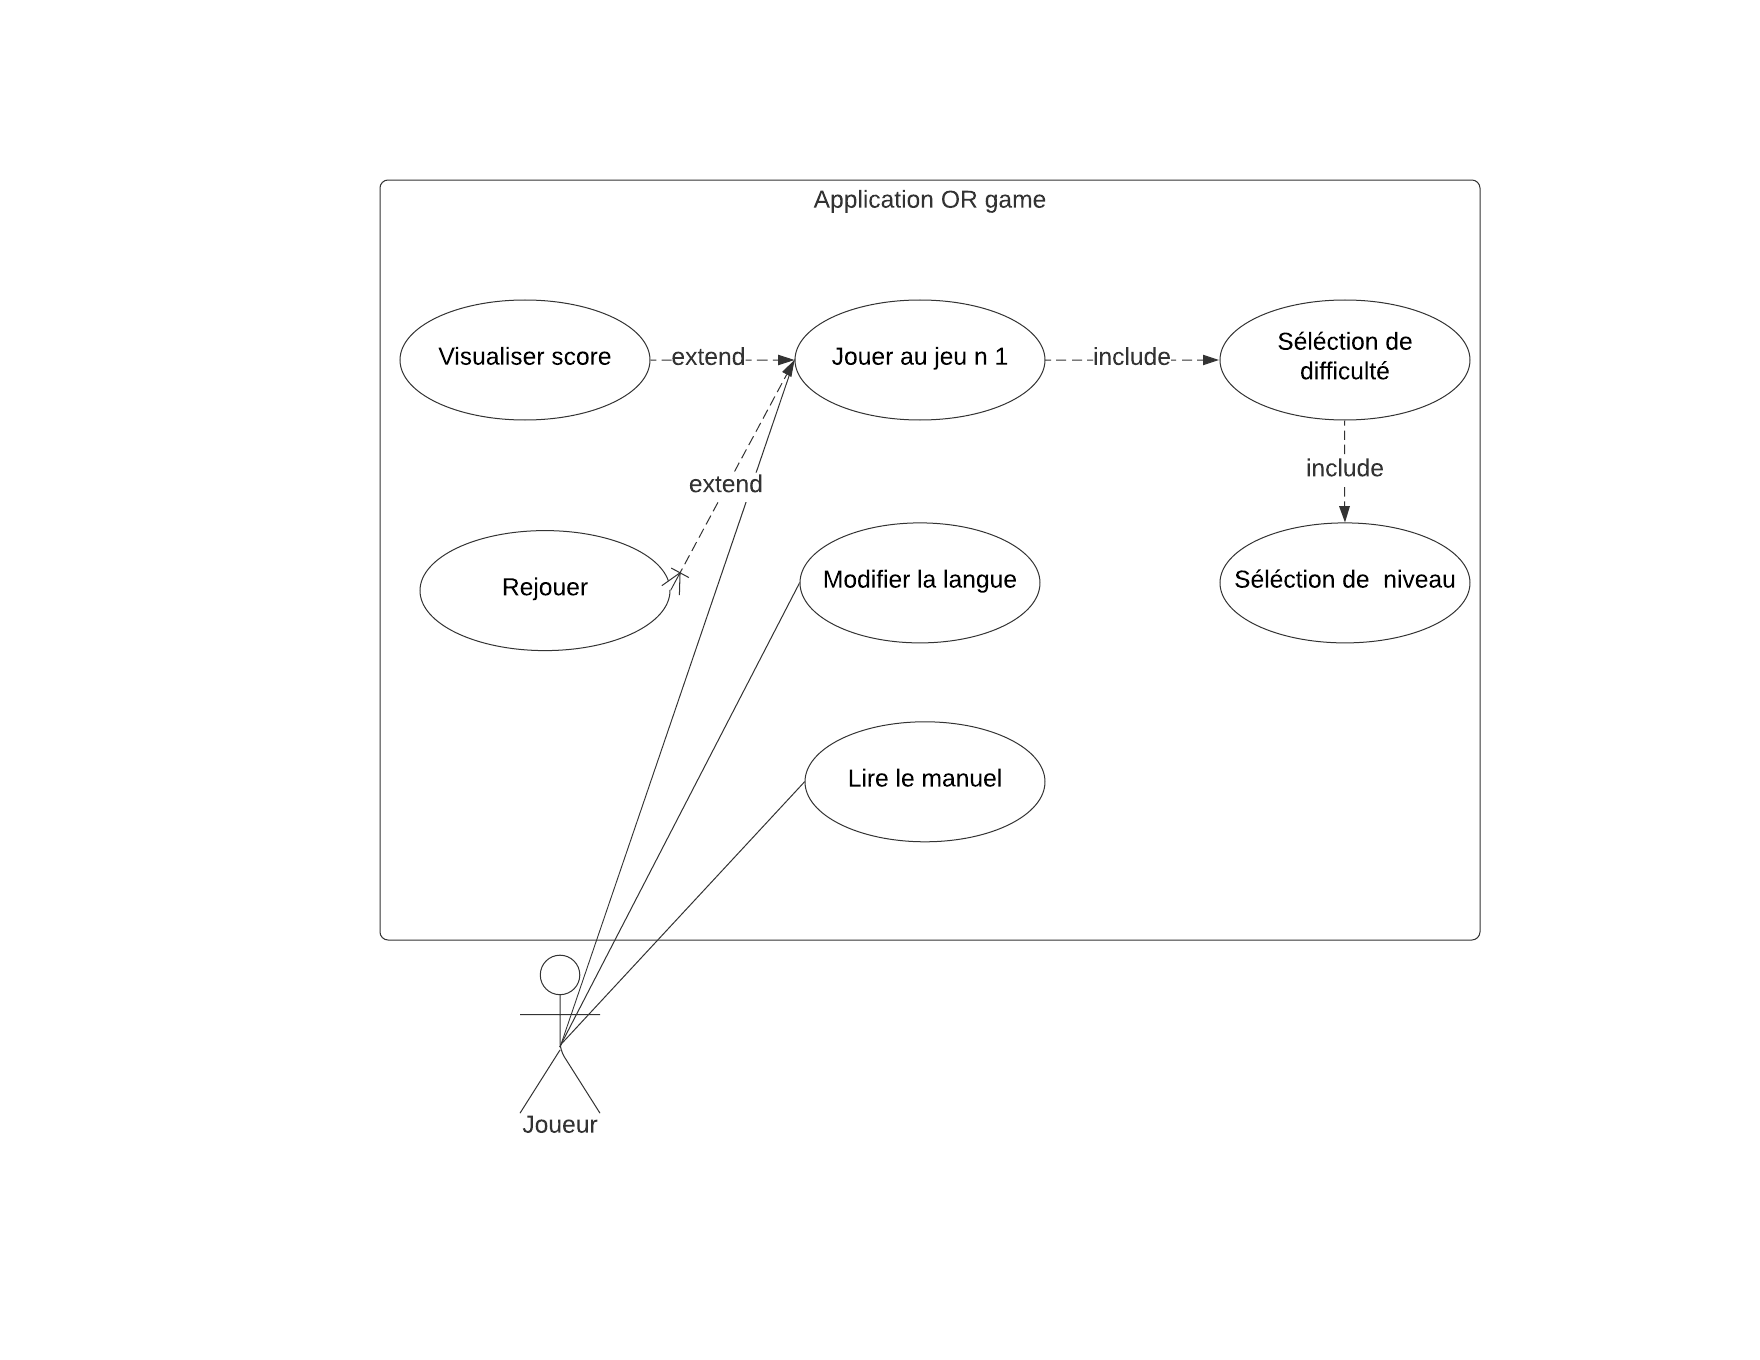 Application OR game
Visualiser score
extend
Jouer au jeu n 1
include
Séléction de
difficulté
include
extend
Rejouer
Modifier la langue
Séléction de  niveau
Lire le manuel
Joueur